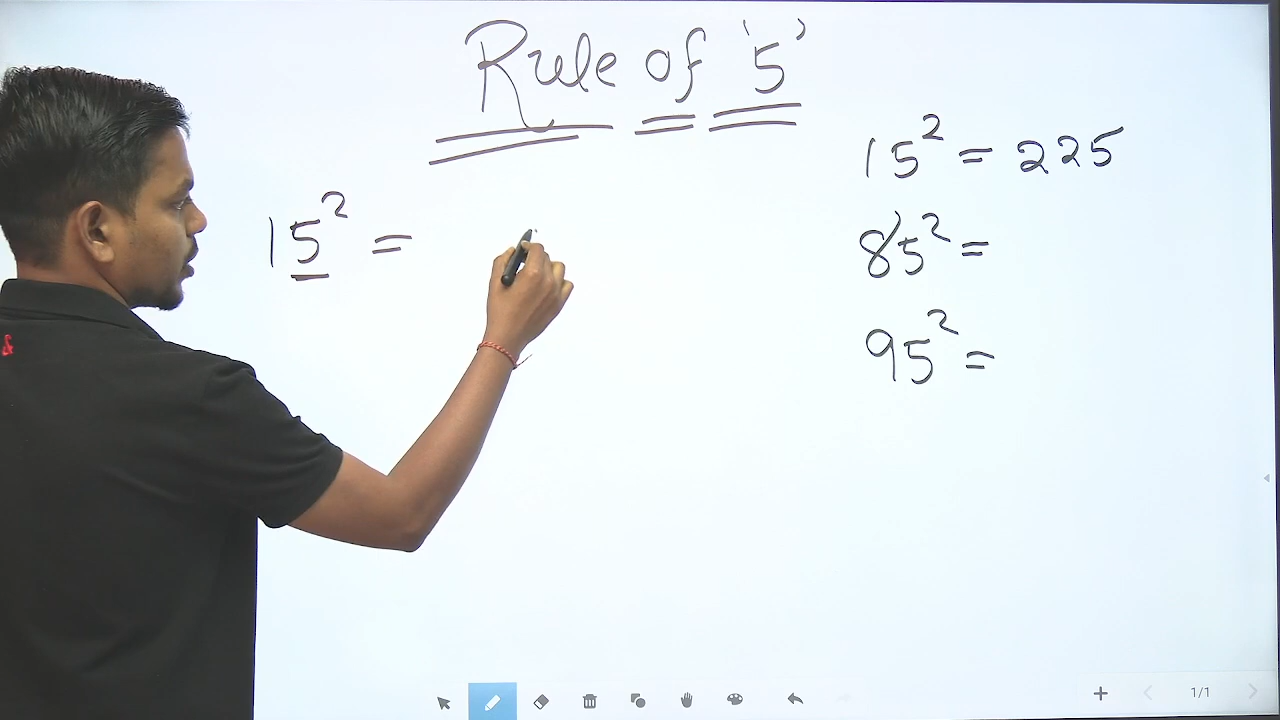 Rule of '5'
15² =
15² = 225
85² =
95² =
1/1